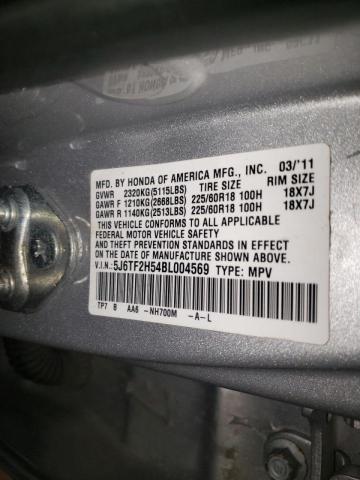 MFD. BY HONDA OF AMERICA MFG., INC. 03/'11
GVWR 2320KG(5115LBS) TIRE SIZE RIM SIZE
GAWR F 1210KG(2668LBS) 225/60R18 100H 18X7J
GAWR R 1140KG(2513LBS) 225/60R18 100H 18X7J
THIS VEHICLE CONFORMS TO ALL APPLICABLE
FEDERAL MOTOR VEHICLE SAFETY AND
THEFT PREVENTION STANDARDS IN EFFECT ON
THE DATE OF MANUFACTURE SHOWN ABOVE.
V.I.N.: 5J6TF2H54BL004569 TYPE: MPV
TP7 B AA6 -NH700M -A-L